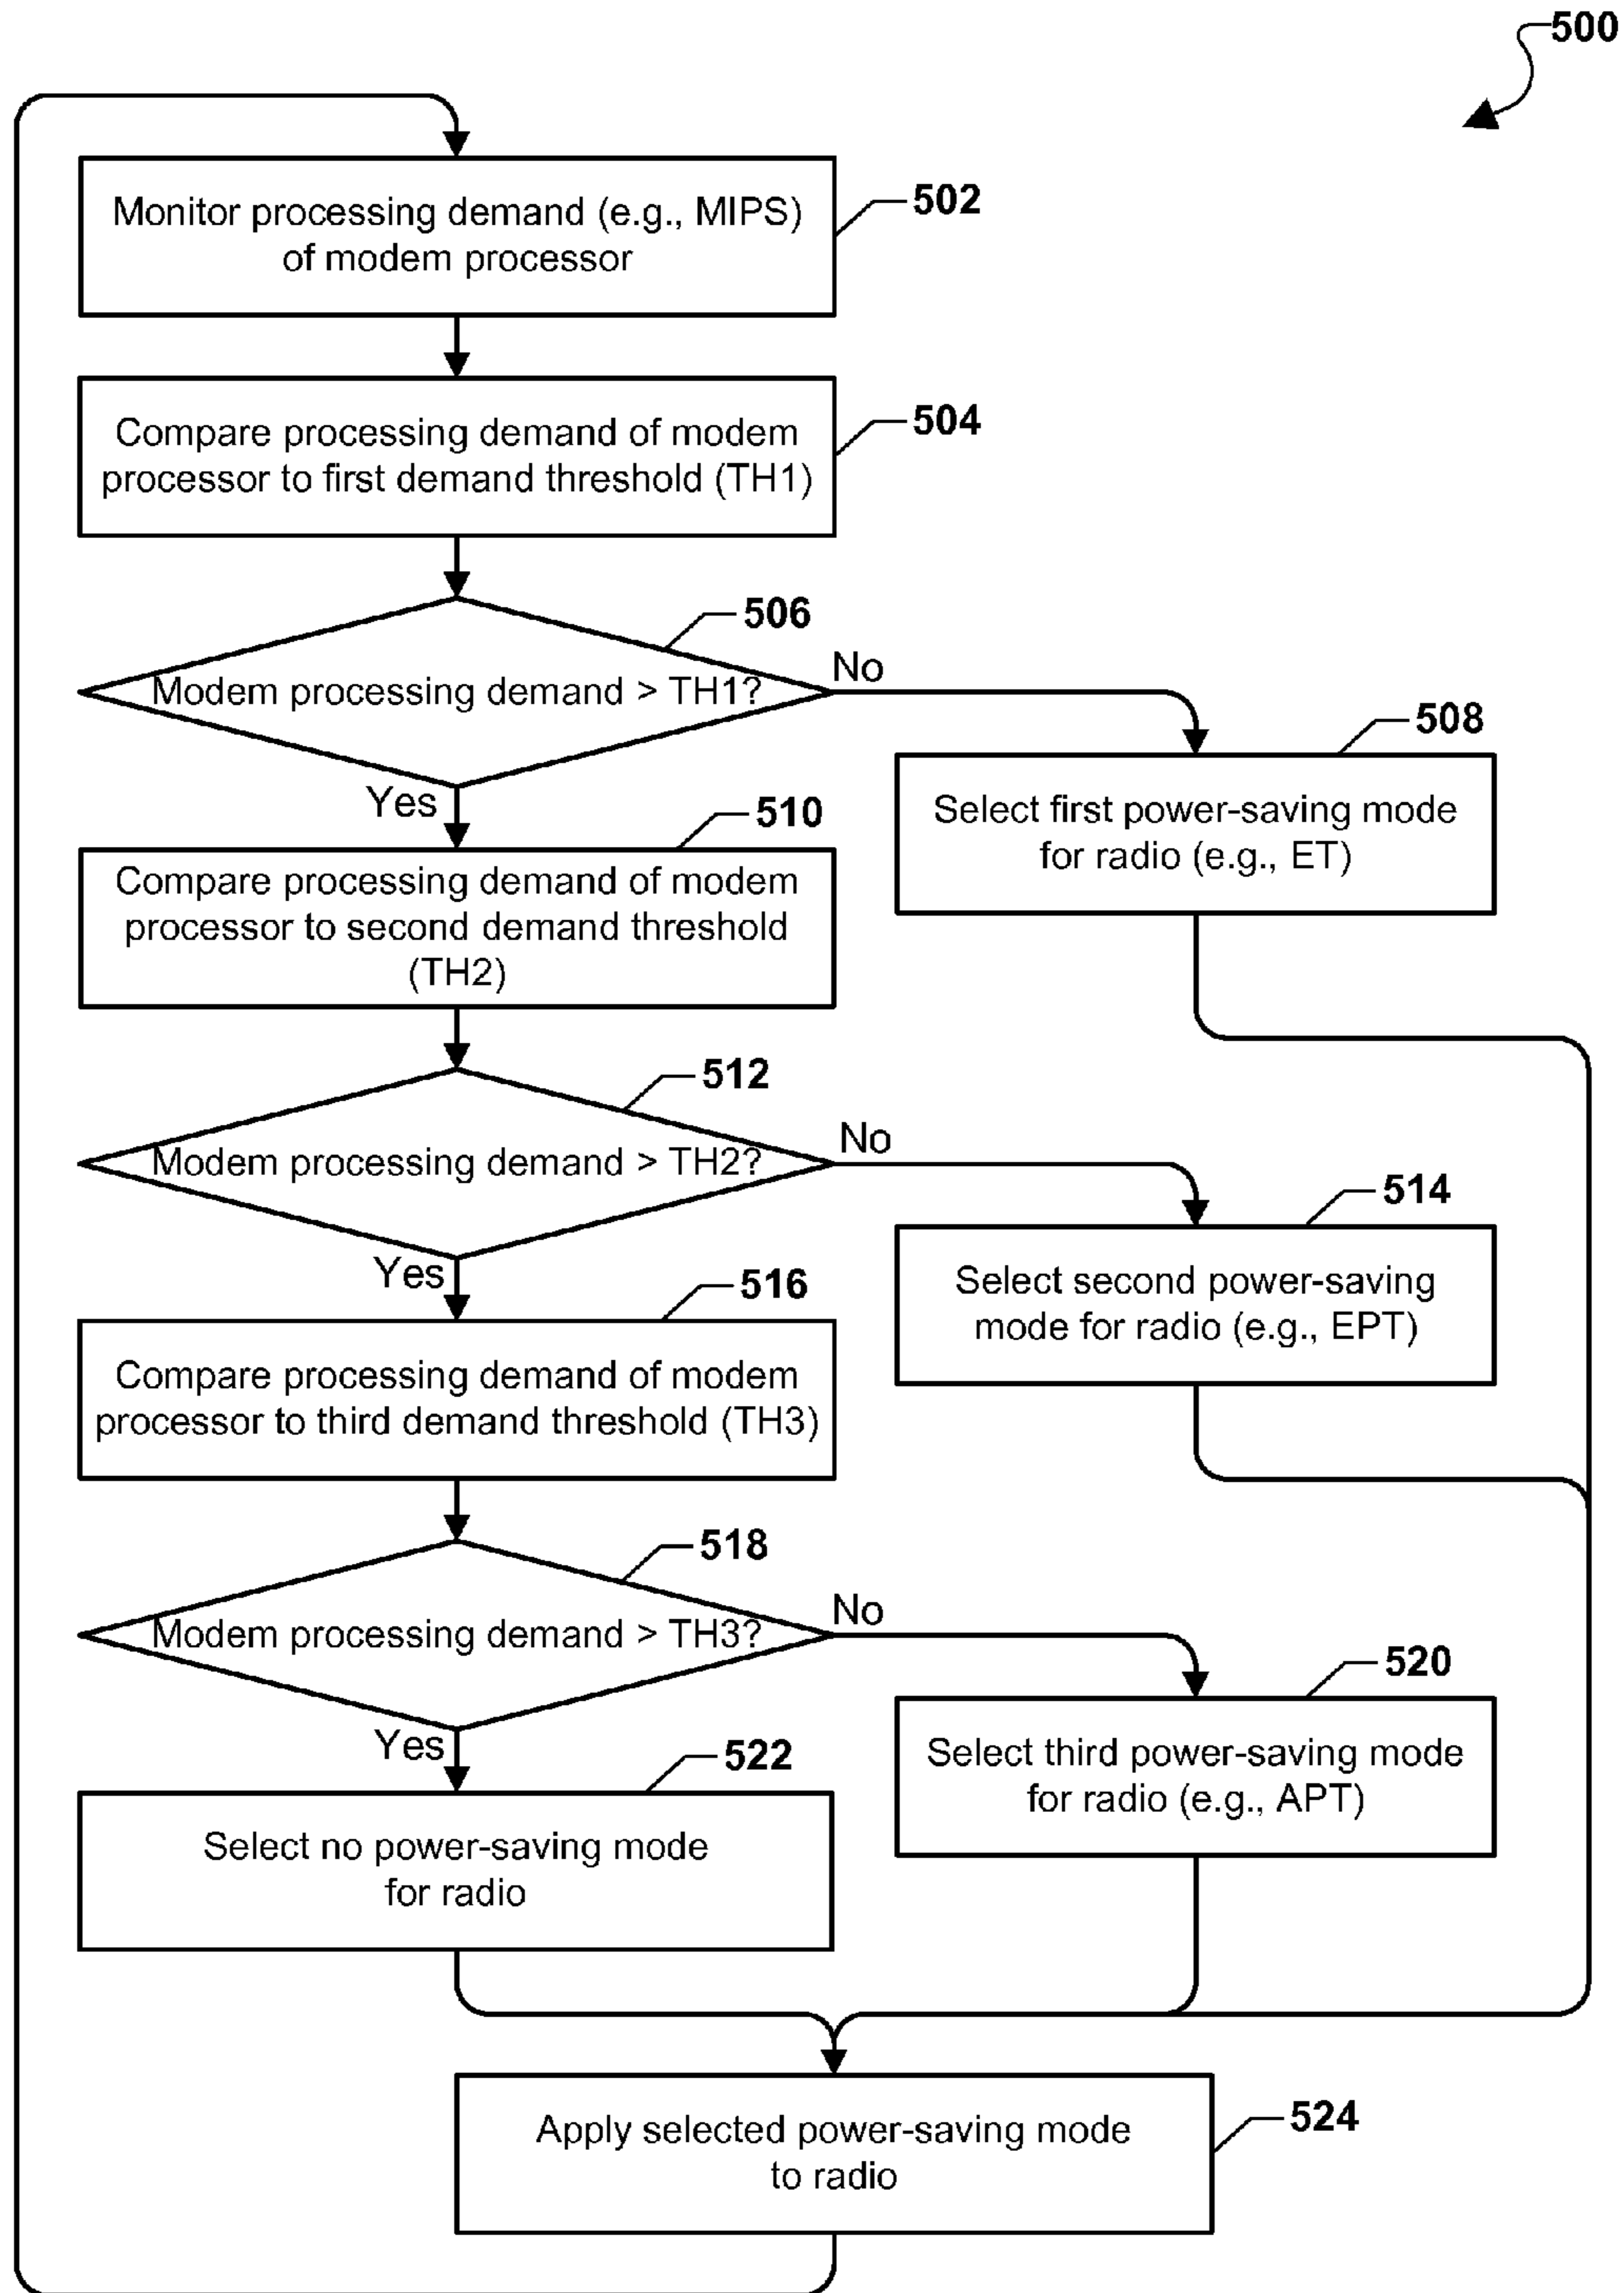 500
Monitor processing demand (e.g., MIPS)
of modem processor
502
Compare processing demand of modem
processor to first demand threshold (TH1)
504
506
Modem processing demand > TH1?
No
Yes
508
Select first power-saving mode
for radio (e.g., ET)
510
Compare processing demand of modem
processor to second demand threshold
(TH2)
512
Modem processing demand > TH2?
No
Yes
514
Select second power-saving
mode for radio (e.g., EPT)
516
Compare processing demand of modem
processor to third demand threshold (TH3)
518
Modem processing demand > TH3?
No
Yes
520
Select third power-saving mode
for radio (e.g., APT)
522
Select no power-saving mode
for radio
Apply selected power-saving mode
to radio
524